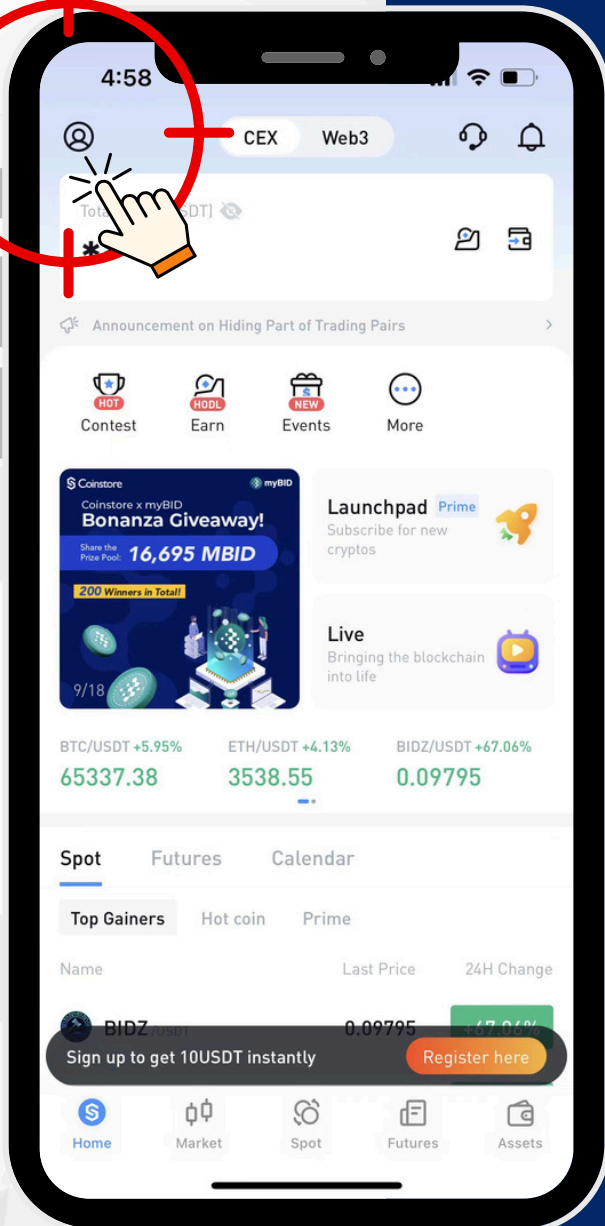 4:58
CEX Web3
USDT)
*
Announcement on Hiding Part of Trading Pairs >
HOT HODL NEW
Contest Earn Events More
Coinstore myBID
Coinstore x myBID
Bonanza Giveaway!
Share the
Prize Pool: 16,695 MBID
200 Winners in Total!
9/18
Launchpad Prime
Subscribe for new
cryptos
Live
Bringing the blockchain
into life
BTC/USDT +5.95% ETH/USDT +4.13% BIDZ/USDT +67.06%
65337.38 3538.55 0.09795
Spot Futures Calendar
Top Gainers Hot coin Prime
Name Last Price 24H Change
BIDZ /USDT 0.09795 +67.06%
Sign up to get 10USDT instantly Register here
Home Market Spot Futures Assets